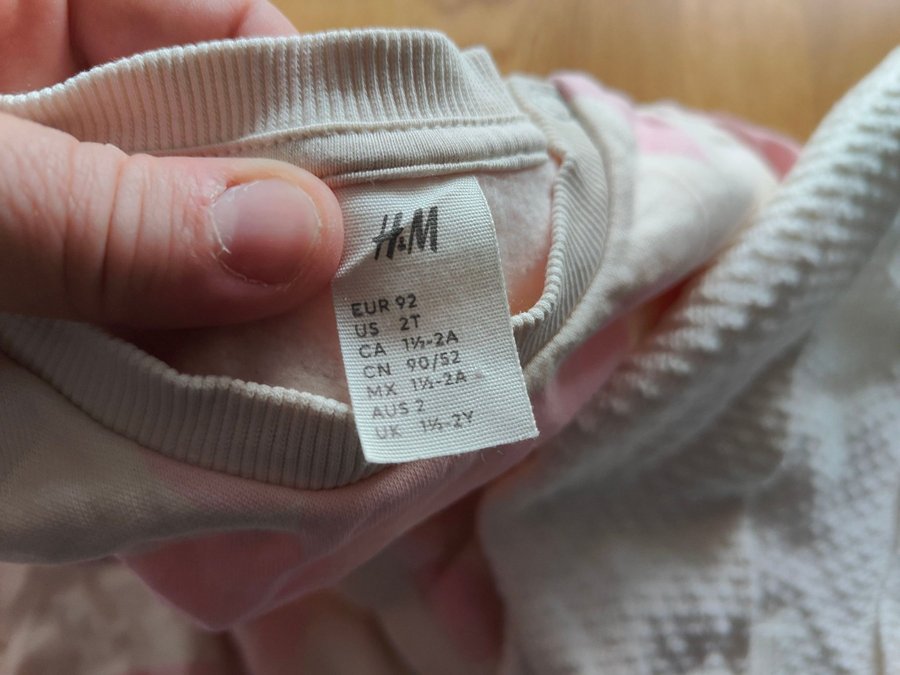 H&M
EUR 92
US 2T
CA 1½-2A
CN 90/52
MX 1½-2A
AUS 2
UK 1½-2Y